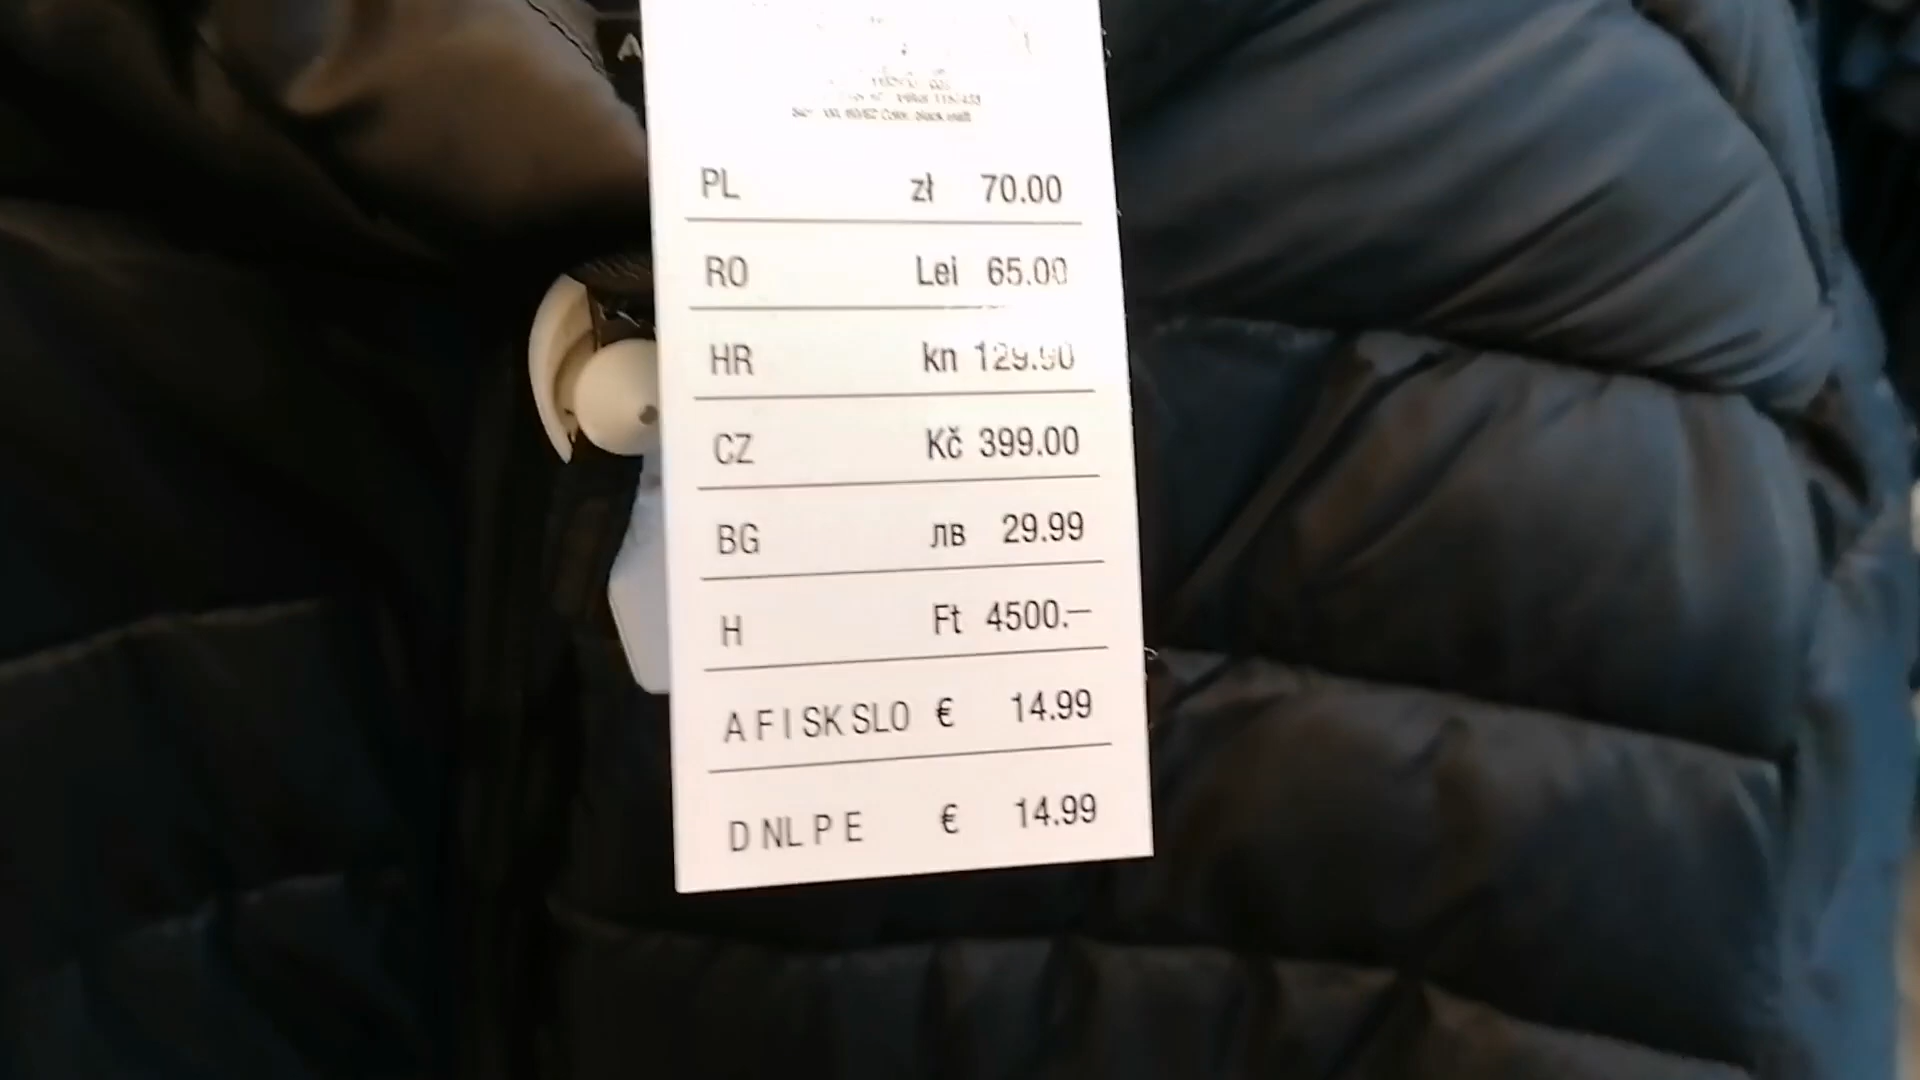 PL zł 70.00
RO Lei 65.00
HR kn 129.90
CZ Kč 399.00
BG лв 29.99
H Ft 4500.—
A F I SK SLO € 14.99
D NL P E € 14.99